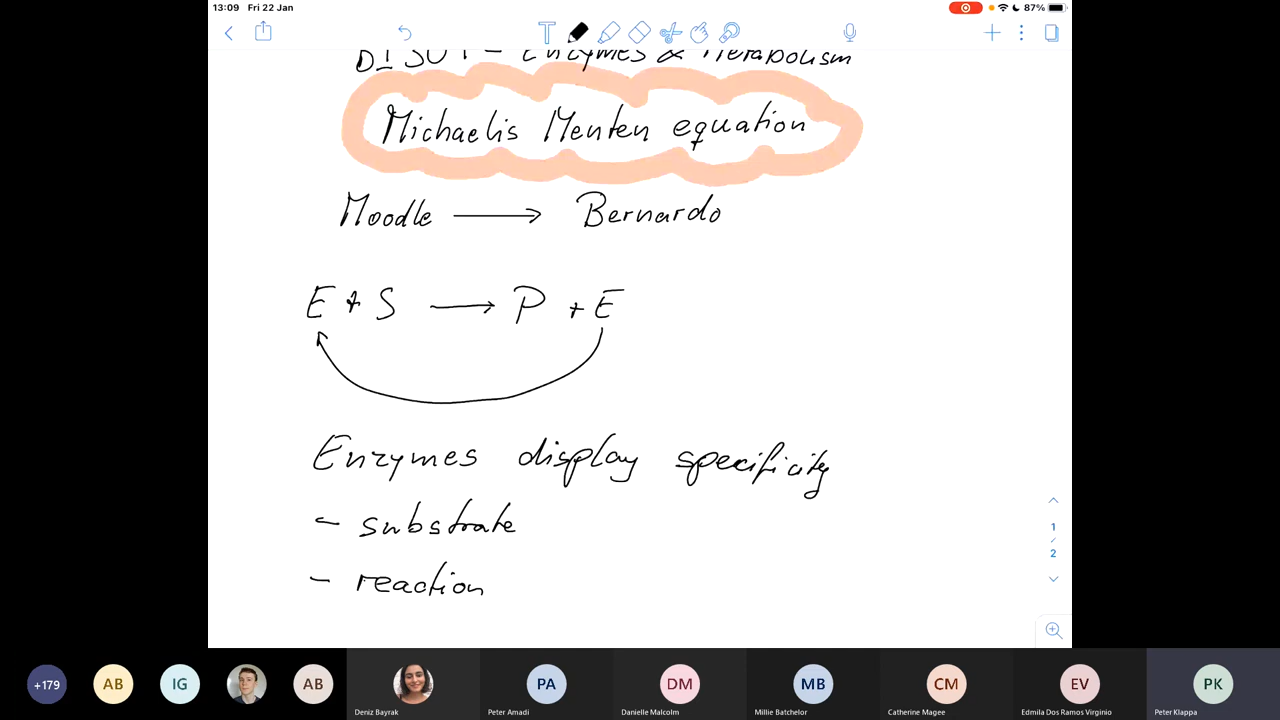 13:09 Fri 22 Jan
87%
T
Enzymes & Metabolism
Michaelis Menten equation
Moodle → Bernardo
E + S → P + E
Enzymes display specificity
- substrate
- reaction
1
/
2
+179
AB
IG
AB
Deniz Bayrak
PA
Peter Amadi
DM
Danielle Malcolm
MB
Millie Batchelor
CM
Catherine Magee
EV
Edmila Dos Ramos Virginio
PK
Peter Klappa